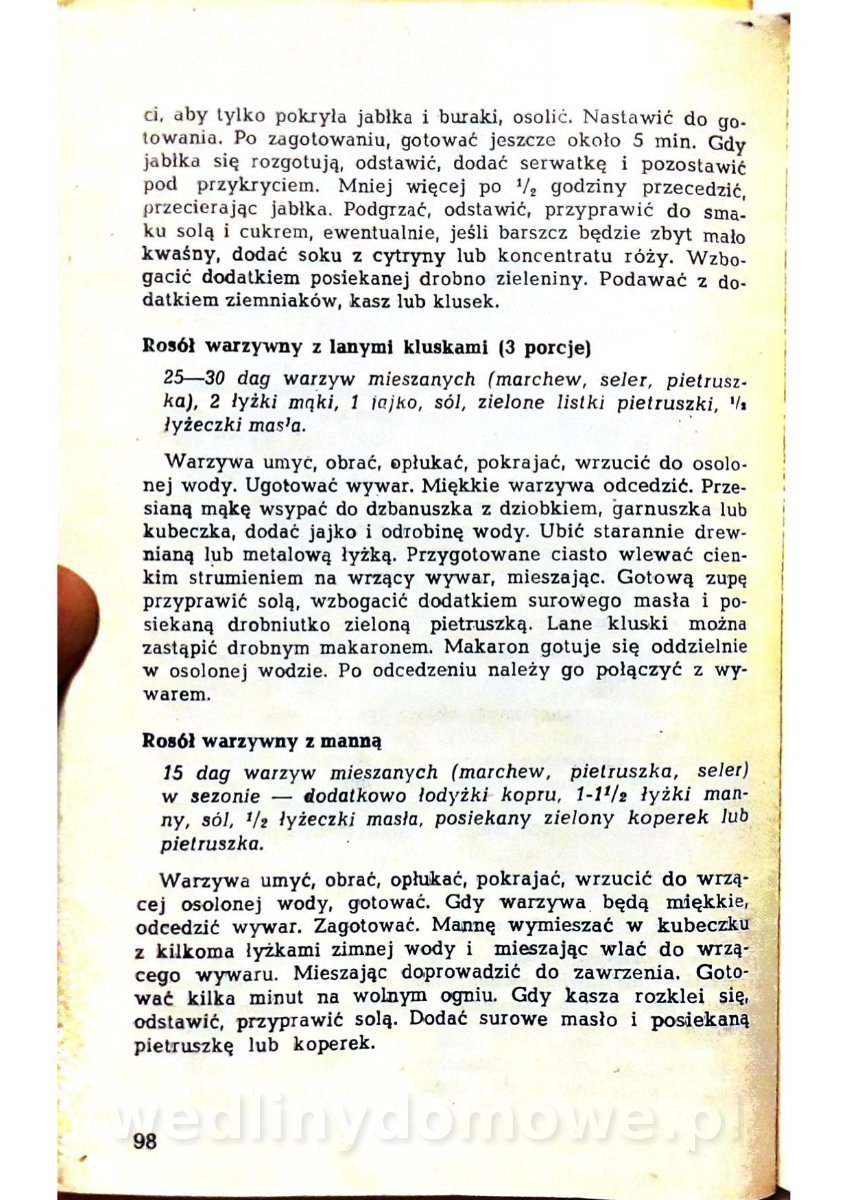 ci, aby tylko pokryła jabłka i buraki, osolić. Nastawić do go-
towania. Po zagotowaniu, gotować jeszcze około 5 min. Gdy
jabłka się rozgotują, odstawić, dodać serwatkę i pozostawić
pod przykryciem. Mniej więcej po ¹/₂ godziny przecedzić,
przecierając jabłka. Podgrzać, odstawić, przyprawić do sma-
ku solą i cukrem, ewentualnie, jeśli barszcz będzie zbyt mało
kwaśny, dodać soku z cytryny lub koncentratu róży. Wzbo-
gacić dodatkiem posiekanej drobno zieleniny. Podawać z do-
datkiem ziemniaków, kasz lub klusek.
Rosół warzywny z lanymi kluskami (3 porcje)
25—30 dag warzyw mieszanych (marchew, seler, pietrusz-
ka), 2 łyżki mąki, 1 jajko, sól, zielone listki pietruszki, ¹/₂
łyżeczki masła.
Warzywa umyć, obrać, opłukać, pokrajać, wrzucić do osolo-
nej wody. Ugotować wywar. Miękkie warzywa odcedzić. Prze-
sianą mąkę wsypać do dzbanuszka z dziobkiem, garnuszka lub
kubeczka, dodać jajko i odrobinę wody. Ubić starannie drew-
nianą lub metalową łyżką. Przygotowane ciasto wlewać cien-
kim strumieniem na wrzący wywar, mieszając. Gotową zupę
przyprawić solą, wzbogacić dodatkiem surowego masła i po-
siekaną drobniutko zieloną pietruszką. Lane kluski można
zastąpić drobnym makaronem. Makaron gotuje się oddzielnie
w osolonej wodzie. Po odcedzeniu należy go połączyć z wy-
warem.
Rosół warzywny z manną
15 dag warzyw mieszanych (marchew, pietruszka, seler)
w sezonie — dodatkowo łodyżki kopru, 1-1¹/₂ łyżki man-
ny, sól, ¹/₂ łyżeczki masła, posiekany zielony koperek lub
pietruszka.
Warzywa umyć, obrać, opłukać, pokrajać, wrzucić do wrzą-
cej osolonej wody, gotować. Gdy warzywa będą miękkie,
odcedzić wywar. Zagotować. Mannę wymieszać w kubeczku
z kilkoma łyżkami zimnej wody i mieszając wlać do wrzą-
cego wywaru. Mieszając doprowadzić do zawrzenia. Goto-
wać kilka minut na wolnym ogniu. Gdy kasza rozklei się,
odstawić, przyprawić solą. Dodać surowe masło i posiekaną
pietruszkę lub koperek.
wedlinydomowe.pl
98